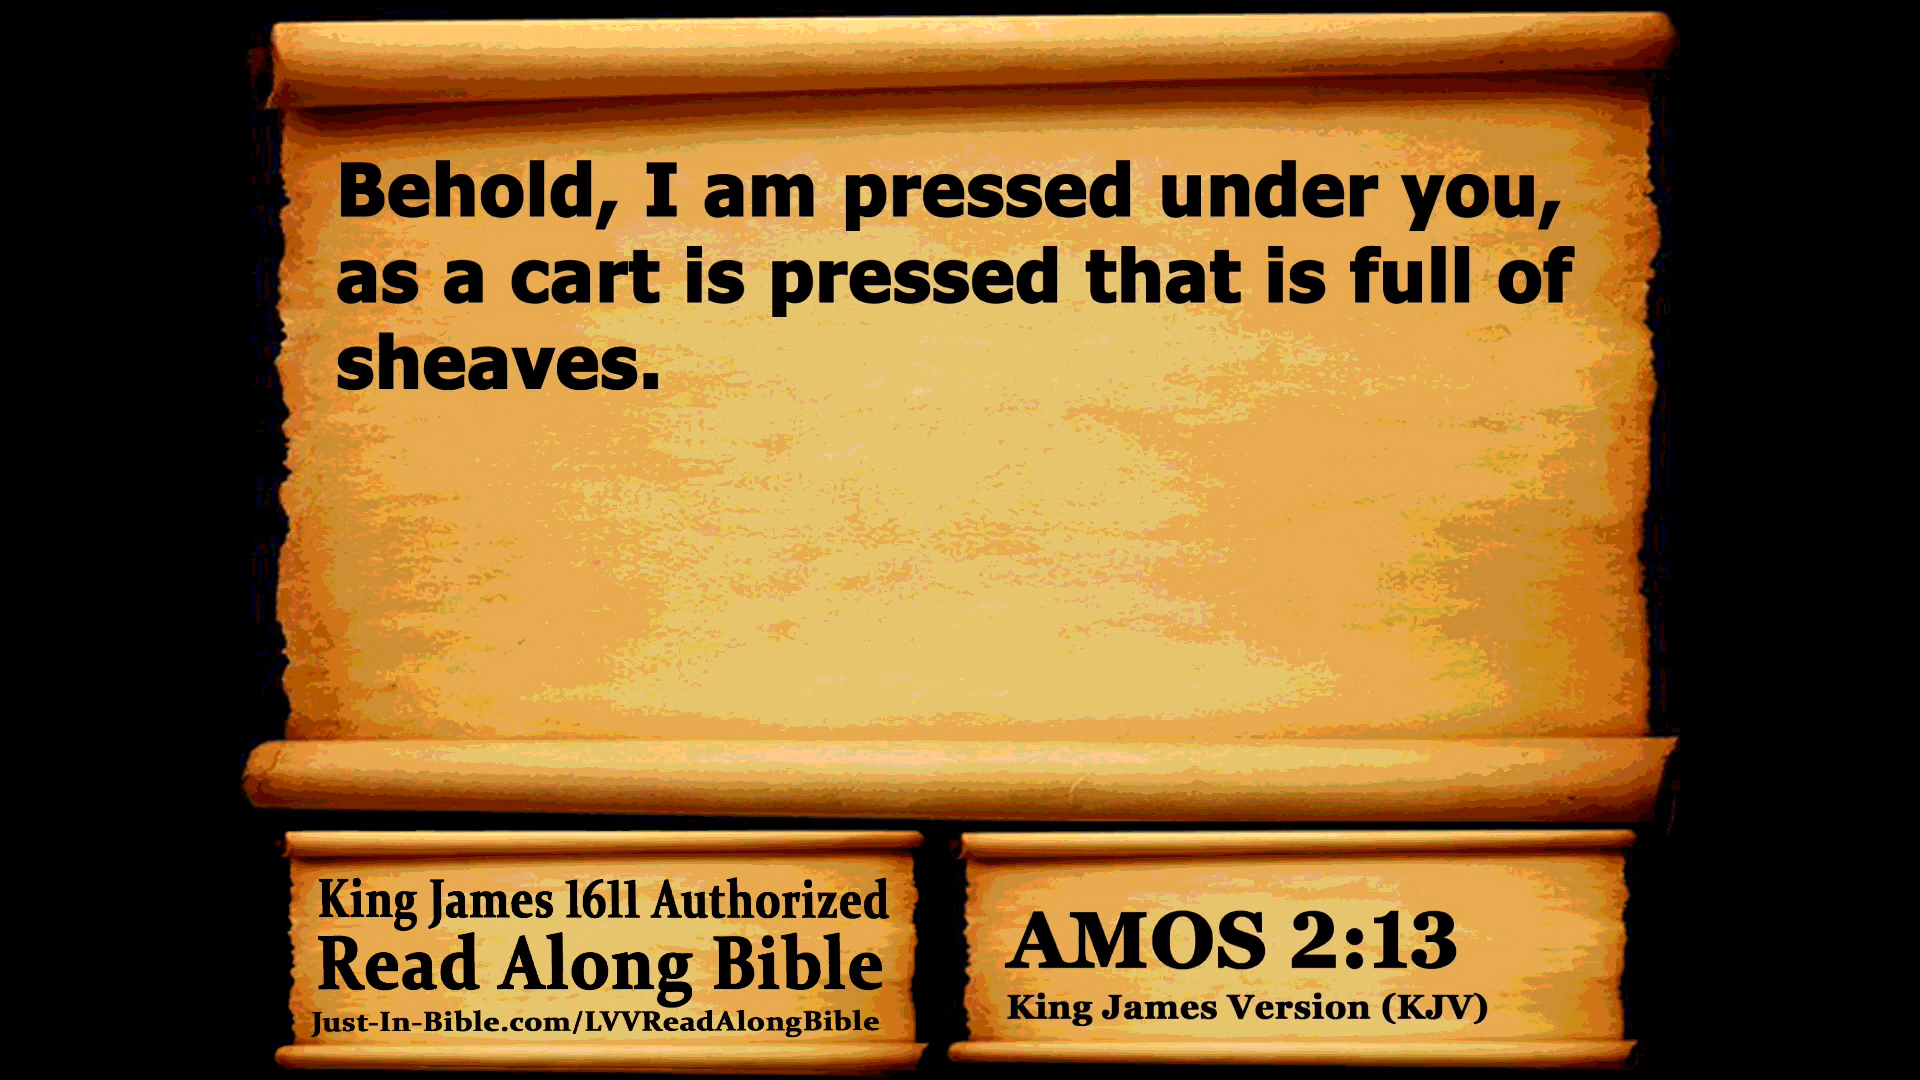 Behold, I am pressed under you,
as a cart is pressed that is full of
sheaves.
King James 1611 Authorized
Read Along Bible
Just-In-Bible.com/LVVReadAlongBible
AMOS 2:13
King James Version (KJV)